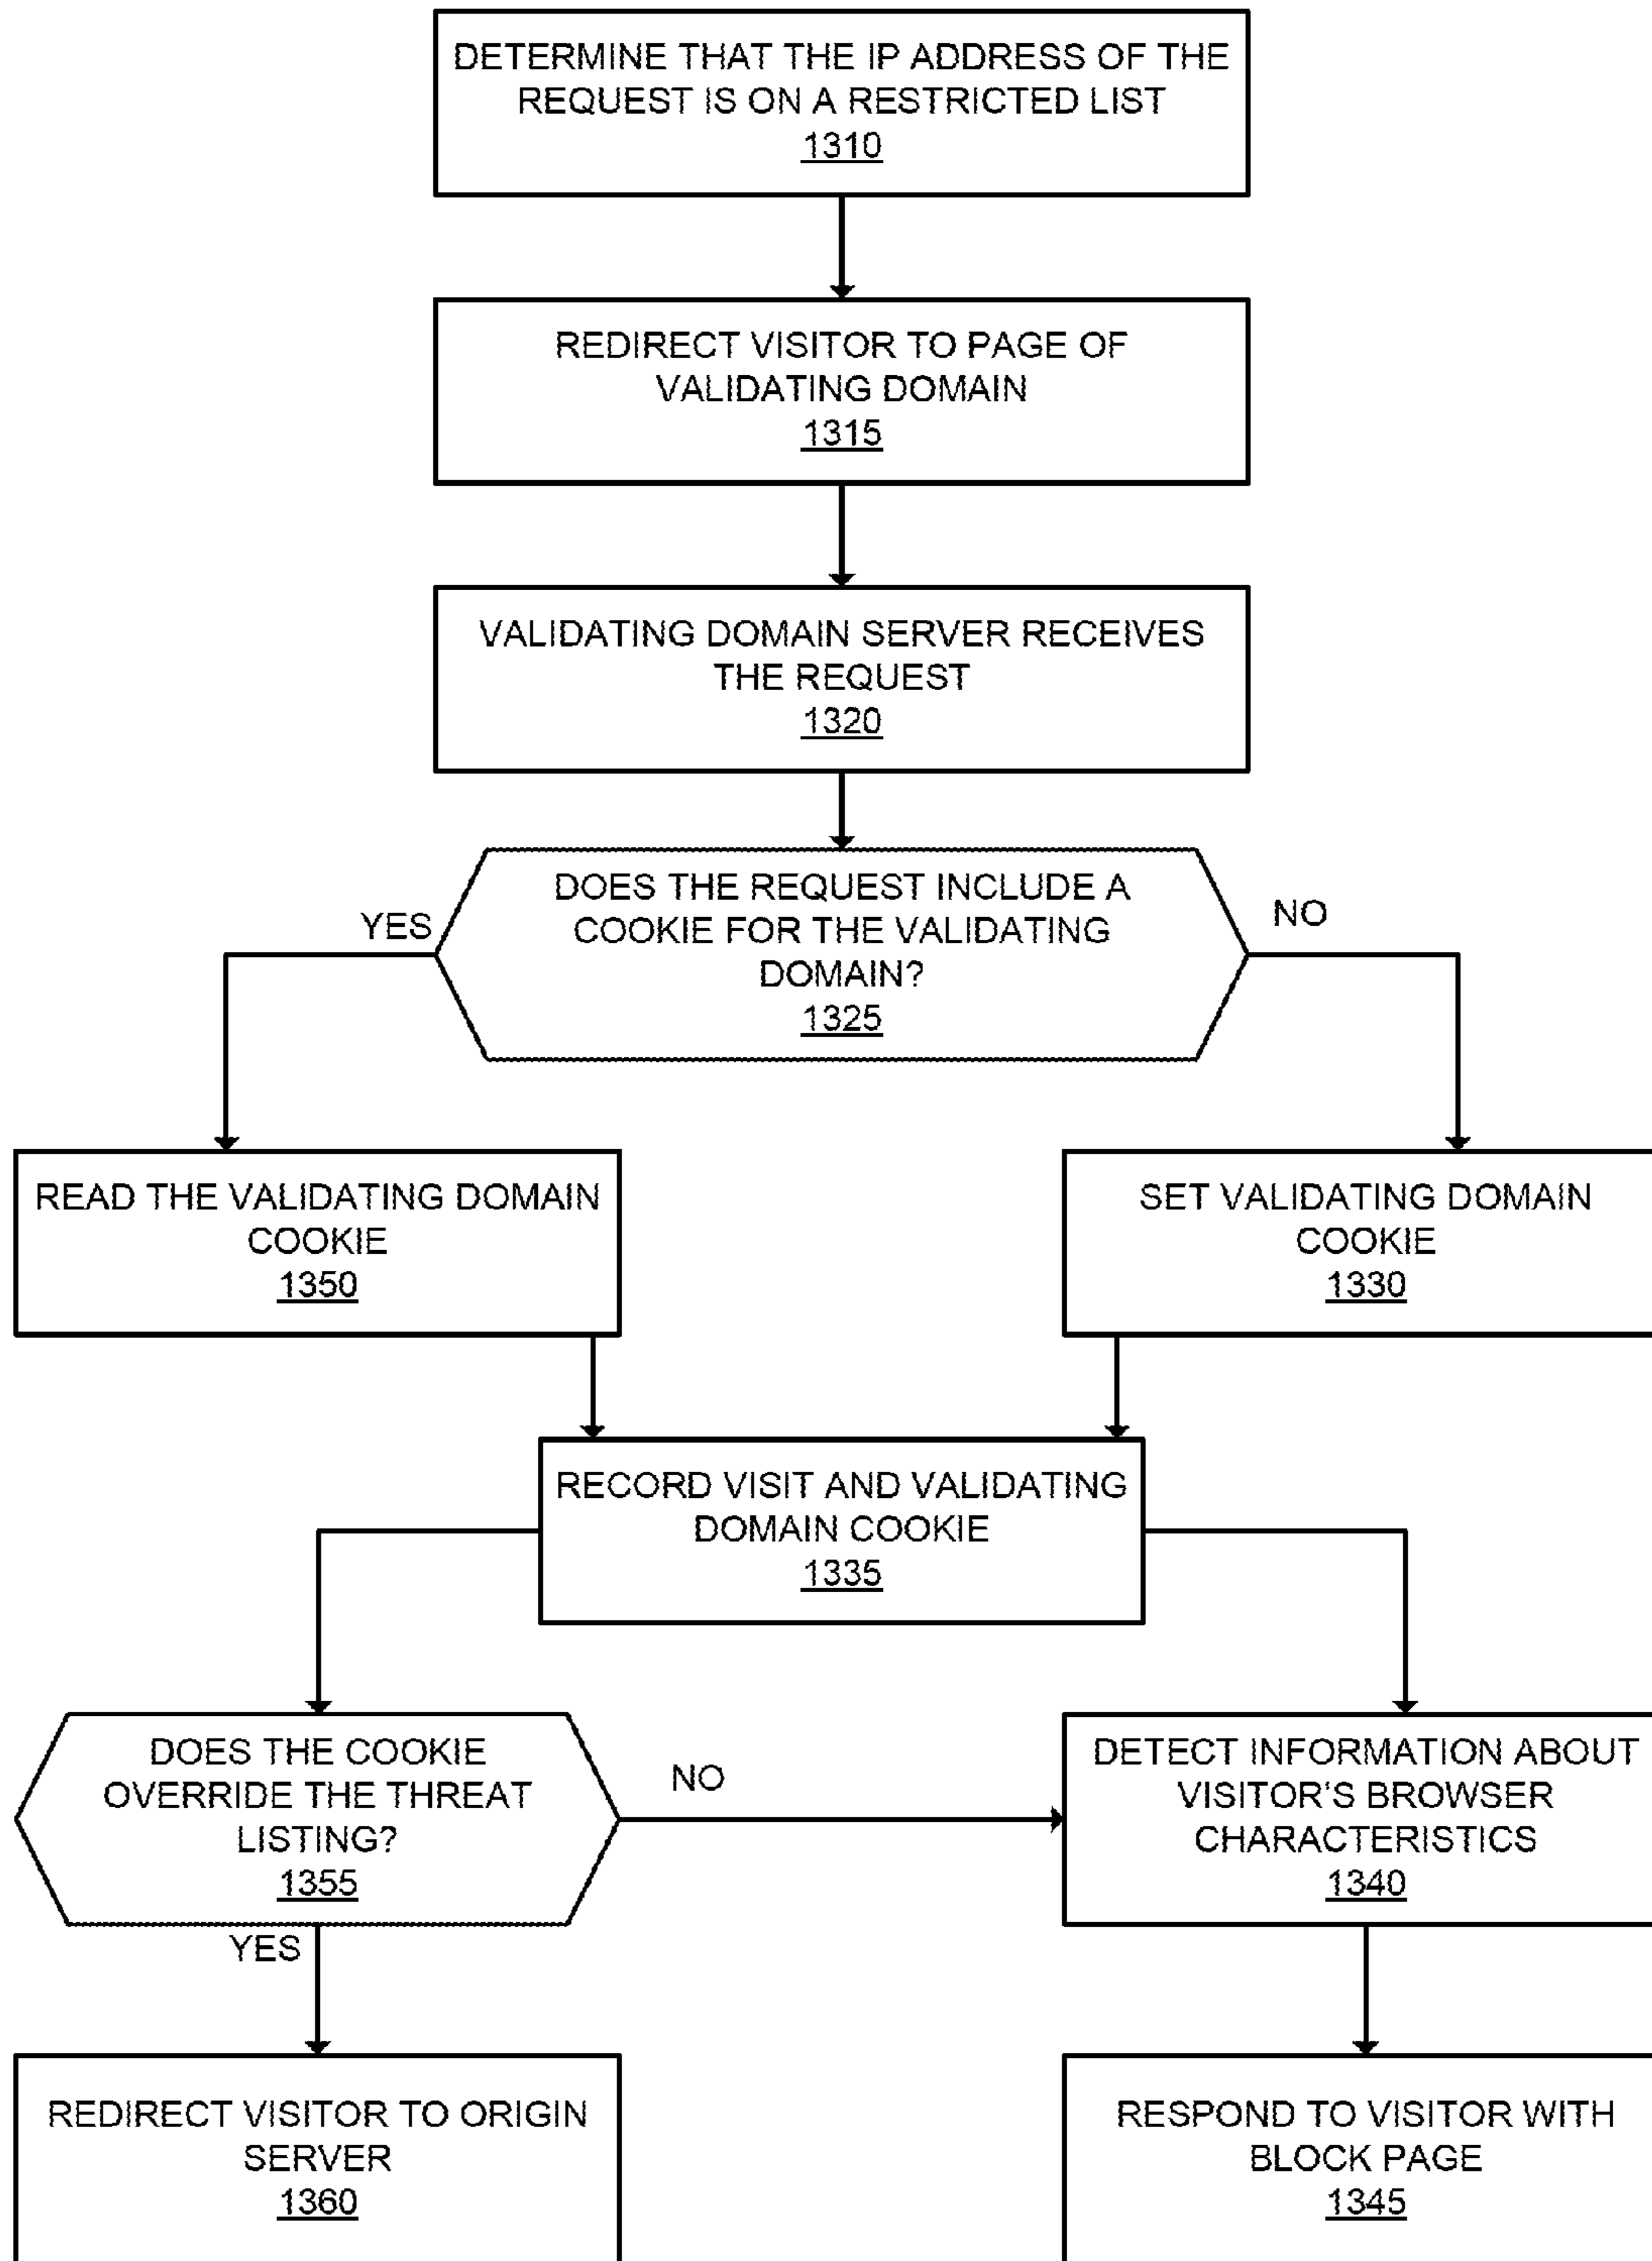 DETERMINE THAT THE IP ADDRESS OF THE
REQUEST IS ON A RESTRICTED LIST
1310
REDIRECT VISITOR TO PAGE OF
VALIDATING DOMAIN
1315
VALIDATING DOMAIN SERVER RECEIVES
THE REQUEST
1320
DOES THE REQUEST INCLUDE A
COOKIE FOR THE VALIDATING
DOMAIN?
1325
YES
NO
READ THE VALIDATING DOMAIN
COOKIE
1350
SET VALIDATING DOMAIN
COOKIE
1330
RECORD VISIT AND VALIDATING
DOMAIN COOKIE
1335
DOES THE COOKIE
OVERRIDE THE THREAT
LISTING?
1355
NO
YES
DETECT INFORMATION ABOUT
VISITOR'S BROWSER
CHARACTERISTICS
1340
REDIRECT VISITOR TO ORIGIN
SERVER
1360
RESPOND TO VISITOR WITH
BLOCK PAGE
1345